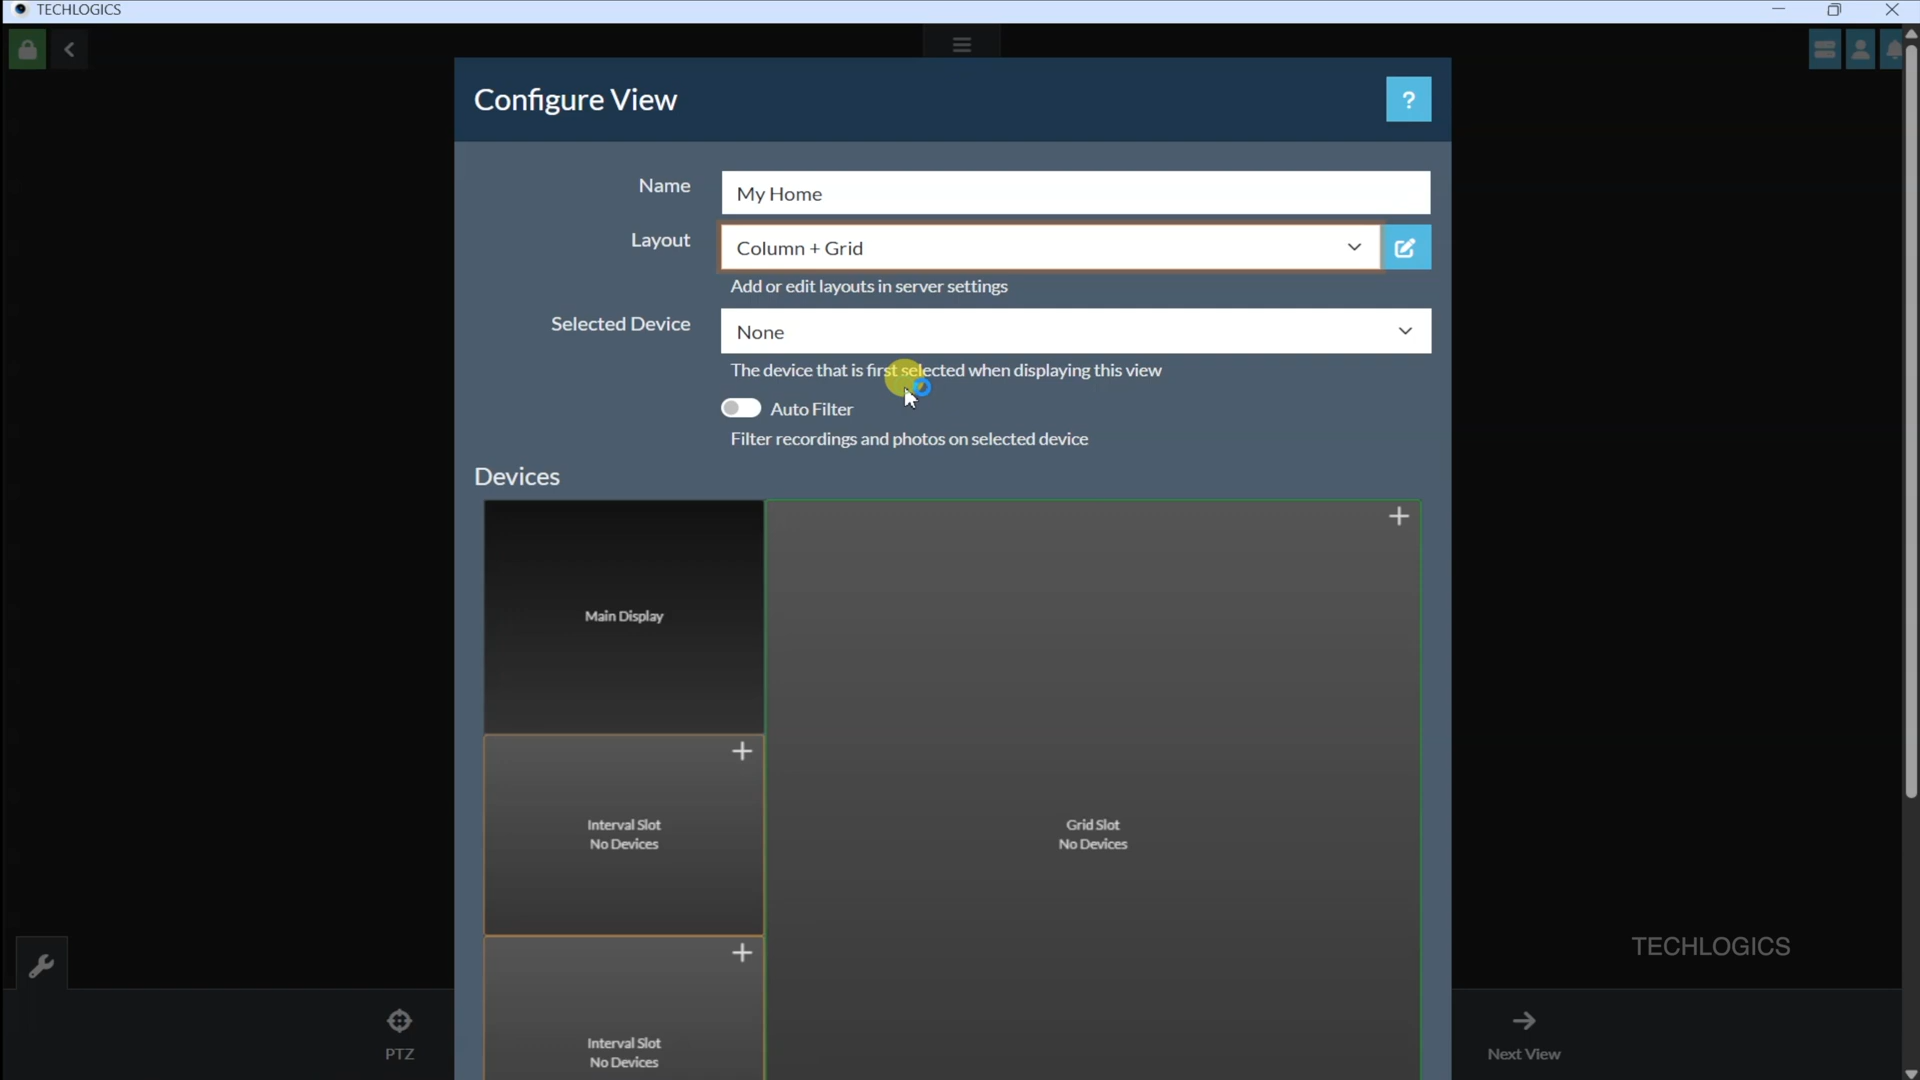 TECHLOGICS
Configure View
?
Name
My Home
Layout
Column + Grid
Add or edit layouts in server settings
Selected Device
None
The device that is first selected when displaying this view
Auto Filter
Filter recordings and photos on selected device
Devices
Main Display
Interval Slot
No Devices
Grid Slot
No Devices
Interval Slot
No Devices
TECHLOGICS
PTZ
Next View